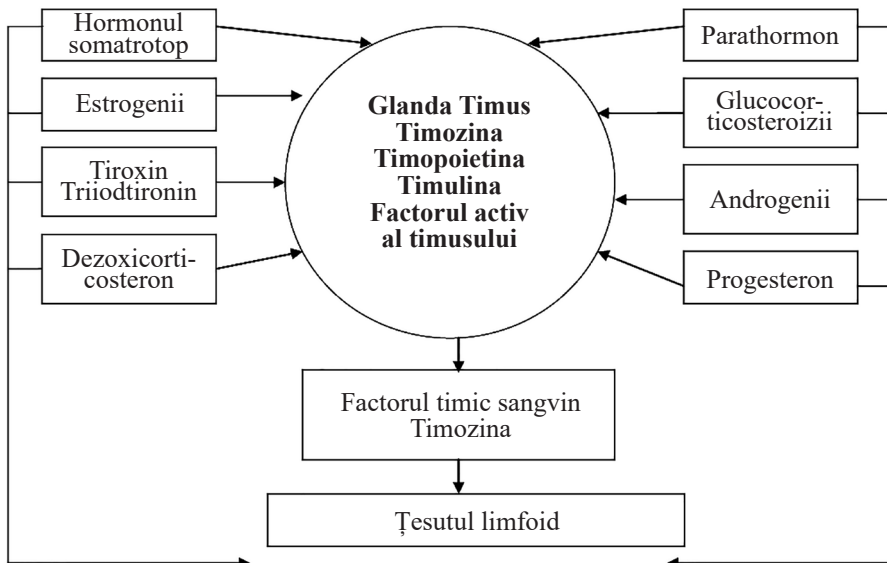 Hormonul
somatrotop
Estrogenii
Tiroxin
Triiodtironin
Dezoxicorti-
costeron
Glanda Timus
Timozina
Timopoietina
Timulina
Factorul activ
al timusului
Parathormon
Glucocor-
ticosteroizii
Androgenii
Progesteron
Factorul timic sangvin
Timozina
Țesutul limfoid